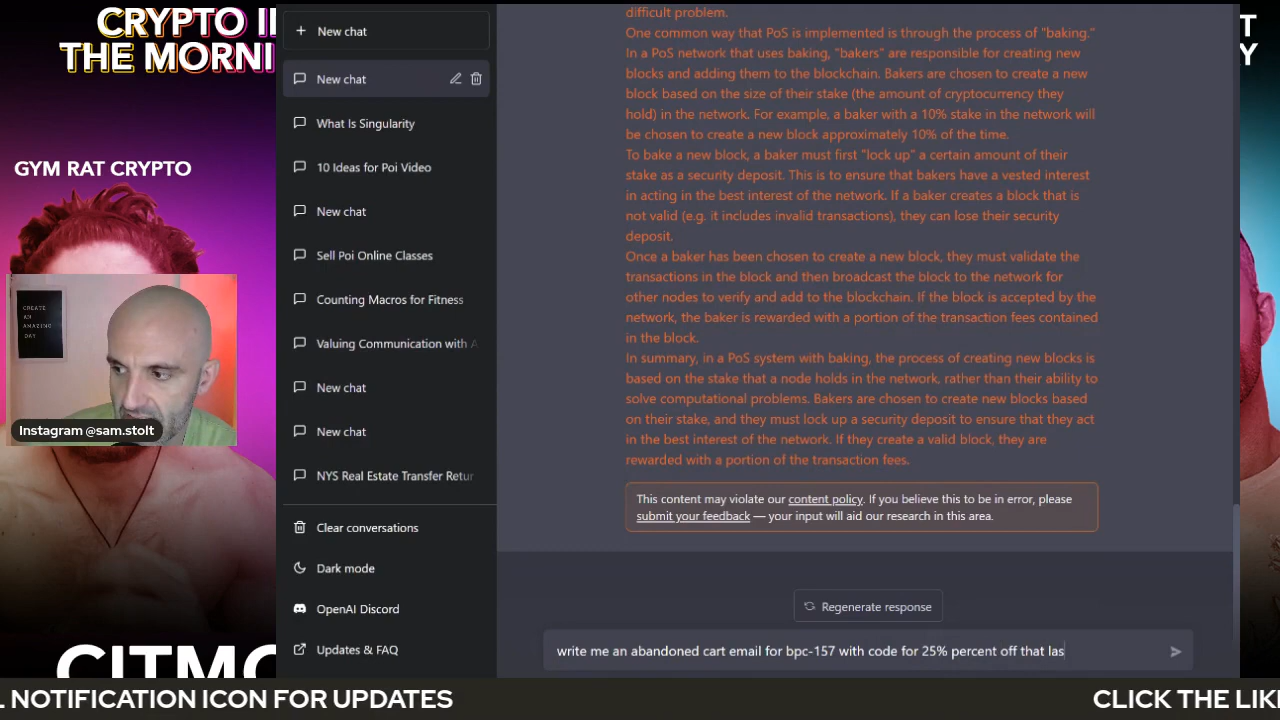 CRYPTO I
THE MORNI
GYM RAT CRYPTO
CREATE
AN
AMAZING
DAY
Instagram @sam.stolt
CITMC
New chat
New chat
What Is Singularity
10 Ideas for Poi Video
New chat
Sell Poi Online Classes
Counting Macros for Fitness
Valuing Communication with A
New chat
New chat
NYS Real Estate Transfer Retur
Clear conversations
Dark mode
OpenAI Discord
Updates & FAQ
difficult problem.
One common way that PoS is implemented is through the process of "baking."
In a PoS network that uses baking, "bakers" are responsible for creating new
blocks and adding them to the blockchain. Bakers are chosen to create a new
block based on the size of their stake (the amount of cryptocurrency they
hold) in the network. For example, a baker with a 10% stake in the network will
be chosen to create a new block approximately 10% of the time.
To bake a new block, a baker must first "lock up" a certain amount of their
stake as a security deposit. This is to ensure that bakers have a vested interest
in acting in the best interest of the network. If a baker creates a block that is
not valid (e.g. it includes invalid transactions), they can lose their security
deposit.
Once a baker has been chosen to create a new block, they must validate the
transactions in the block and then broadcast the block to the network for
other nodes to verify and add to the blockchain. If the block is accepted by the
network, the baker is rewarded with a portion of the transaction fees contained
in the block.
In summary, in a PoS system with baking, the process of creating new blocks is
based on the stake that a node holds in the network, rather than their ability to
solve computational problems. Bakers are chosen to create new blocks based
on their stake, and they must lock up a security deposit to ensure that they act
in the best interest of the network. If they create a valid block, they are
rewarded with a portion of the transaction fees.
This content may violate our content policy. If you believe this to be in error, please
submit your feedback — your input will aid our research in this area.
Regenerate response
write me an abandoned cart email for bpc-157 with code for 25% percent off that las
T
Y
L NOTIFICATION ICON FOR UPDATES
CLICK THE LIK